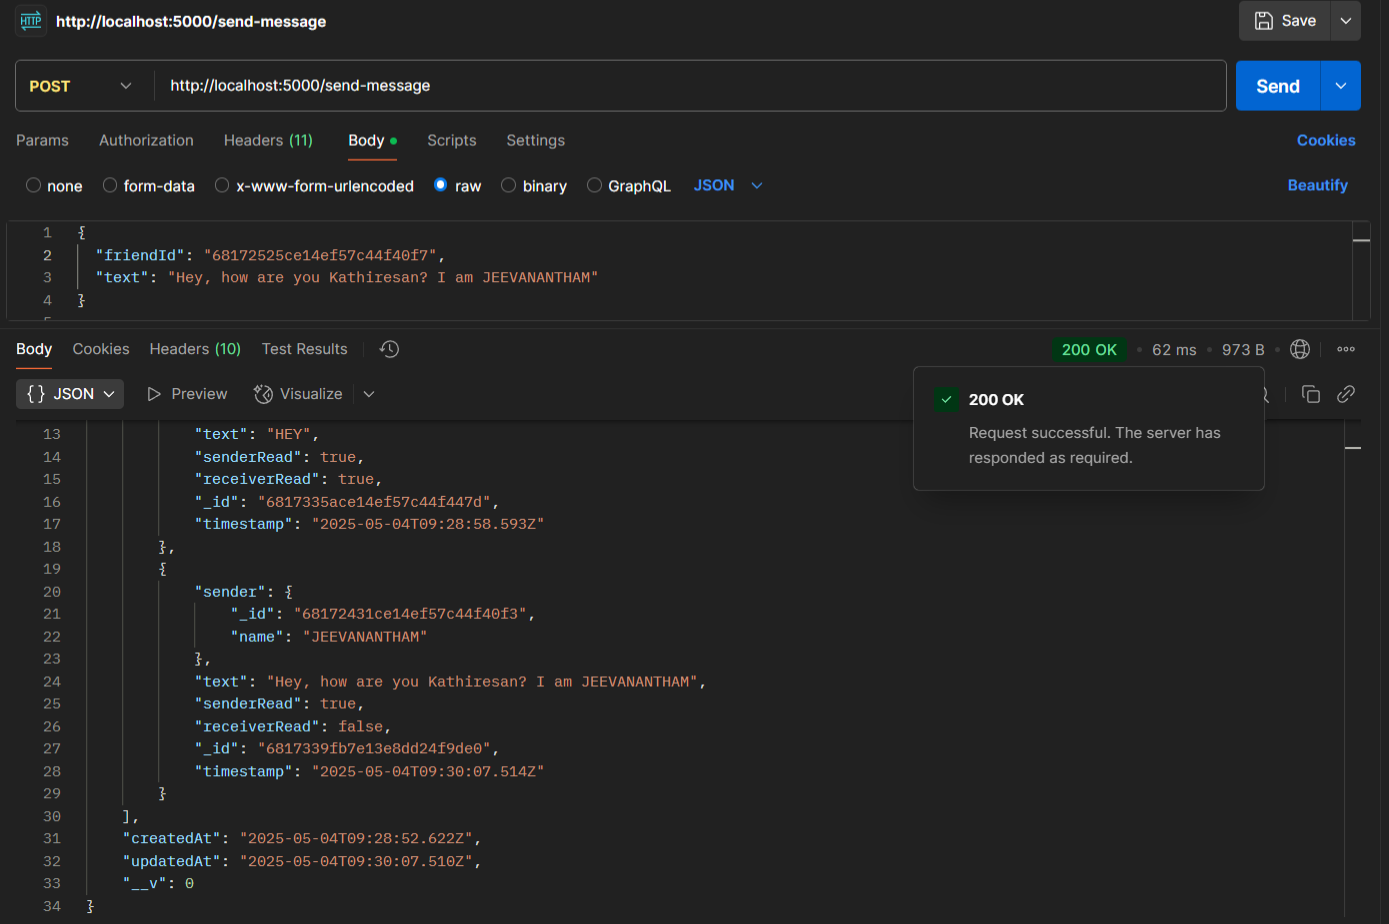 HTTP http://localhost:5000/send-message Save
POST http://localhost:5000/send-message Send
Params Authorization Headers (11) Body Scripts Settings Cookies
none form-data x-www-form-urlencoded raw binary GraphQL JSON Beautify
1 {
2 "friendId": "68172525ce14ef57c44f40f7",
3 "text": "Hey, how are you Kathiresan? I am JEEVANANTHAM"
4 }
Body Cookies Headers (10) Test Results 200 OK • 62 ms • 973 B •
{} JSON Preview Visualize
200 OK
Request successful. The server has
responded as required.
13 "text": "HEY",
14 "senderRead": true,
15 "receiverRead": true,
16 "_id": "6817335ace14ef57c44f447d",
17 "timestamp": "2025-05-04T09:28:58.593Z"
18 },
19 {
20 "sender": {
21 "_id": "68172431ce14ef57c44f40f3",
22 "name": "JEEVANANTHAM"
23 },
24 "text": "Hey, how are you Kathiresan? I am JEEVANANTHAM",
25 "senderRead": true,
26 "receiverRead": false,
27 "_id": "6817339fb7e13e8dd24f9de0",
28 "timestamp": "2025-05-04T09:30:07.514Z"
29 }
30 ],
31 "createdAt": "2025-05-04T09:28:52.622Z",
32 "updatedAt": "2025-05-04T09:30:07.510Z",
33 "__v": 0
34 }